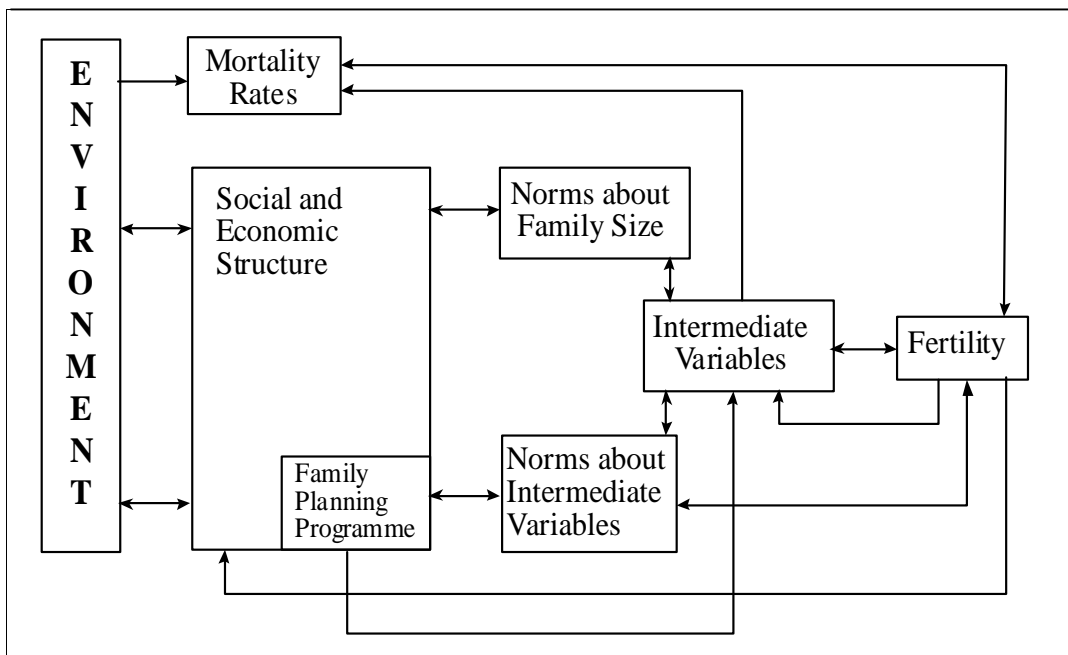 ENVIRONMENT
Mortality
Rates
Social and
Economic
Structure
Norms about
Family Size
Intermediate
Variables
Fertility
Family
Planning
Programme
Norms about
Intermediate
Variables